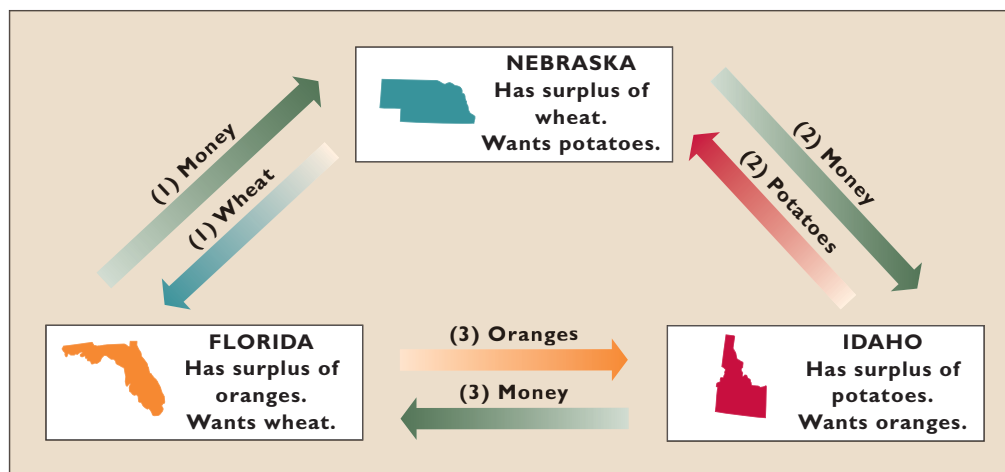 NEBRASKA
Has surplus of
wheat.
Wants potatoes.
(1) Money
(1) Wheat
(2) Money
(2) Potatoes
FLORIDA
Has surplus of
oranges.
Wants wheat.
(3) Oranges
(3) Money
IDAHO
Has surplus of
potatoes.
Wants oranges.